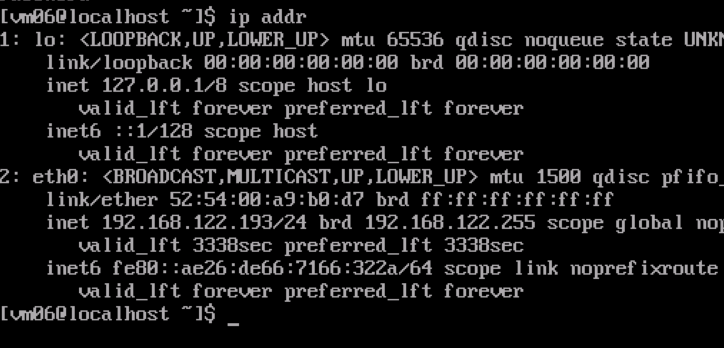 [vm06@localhost ~]$ ip addr
1: lo: <LOOPBACK,UP,LOWER_UP> mtu 65536 qdisc noqueue state UNKN
    link/loopback 00:00:00:00:00:00 brd 00:00:00:00:00:00
    inet 127.0.0.1/8 scope host lo
       valid_lft forever preferred_lft forever
    inet6 ::1/128 scope host
       valid_lft forever preferred_lft forever
2: eth0: <BROADCAST,MULTICAST,UP,LOWER_UP> mtu 1500 qdisc pfifo_
    link/ether 52:54:00:a9:b0:d7 brd ff:ff:ff:ff:ff:ff
    inet 192.168.122.193/24 brd 192.168.122.255 scope global nop
       valid_lft 3338sec preferred_lft 3338sec
    inet6 fe80::ae26:de66:7166:322a/64 scope link noprefixroute
       valid_lft forever preferred_lft forever
[vm06@localhost ~]$ _